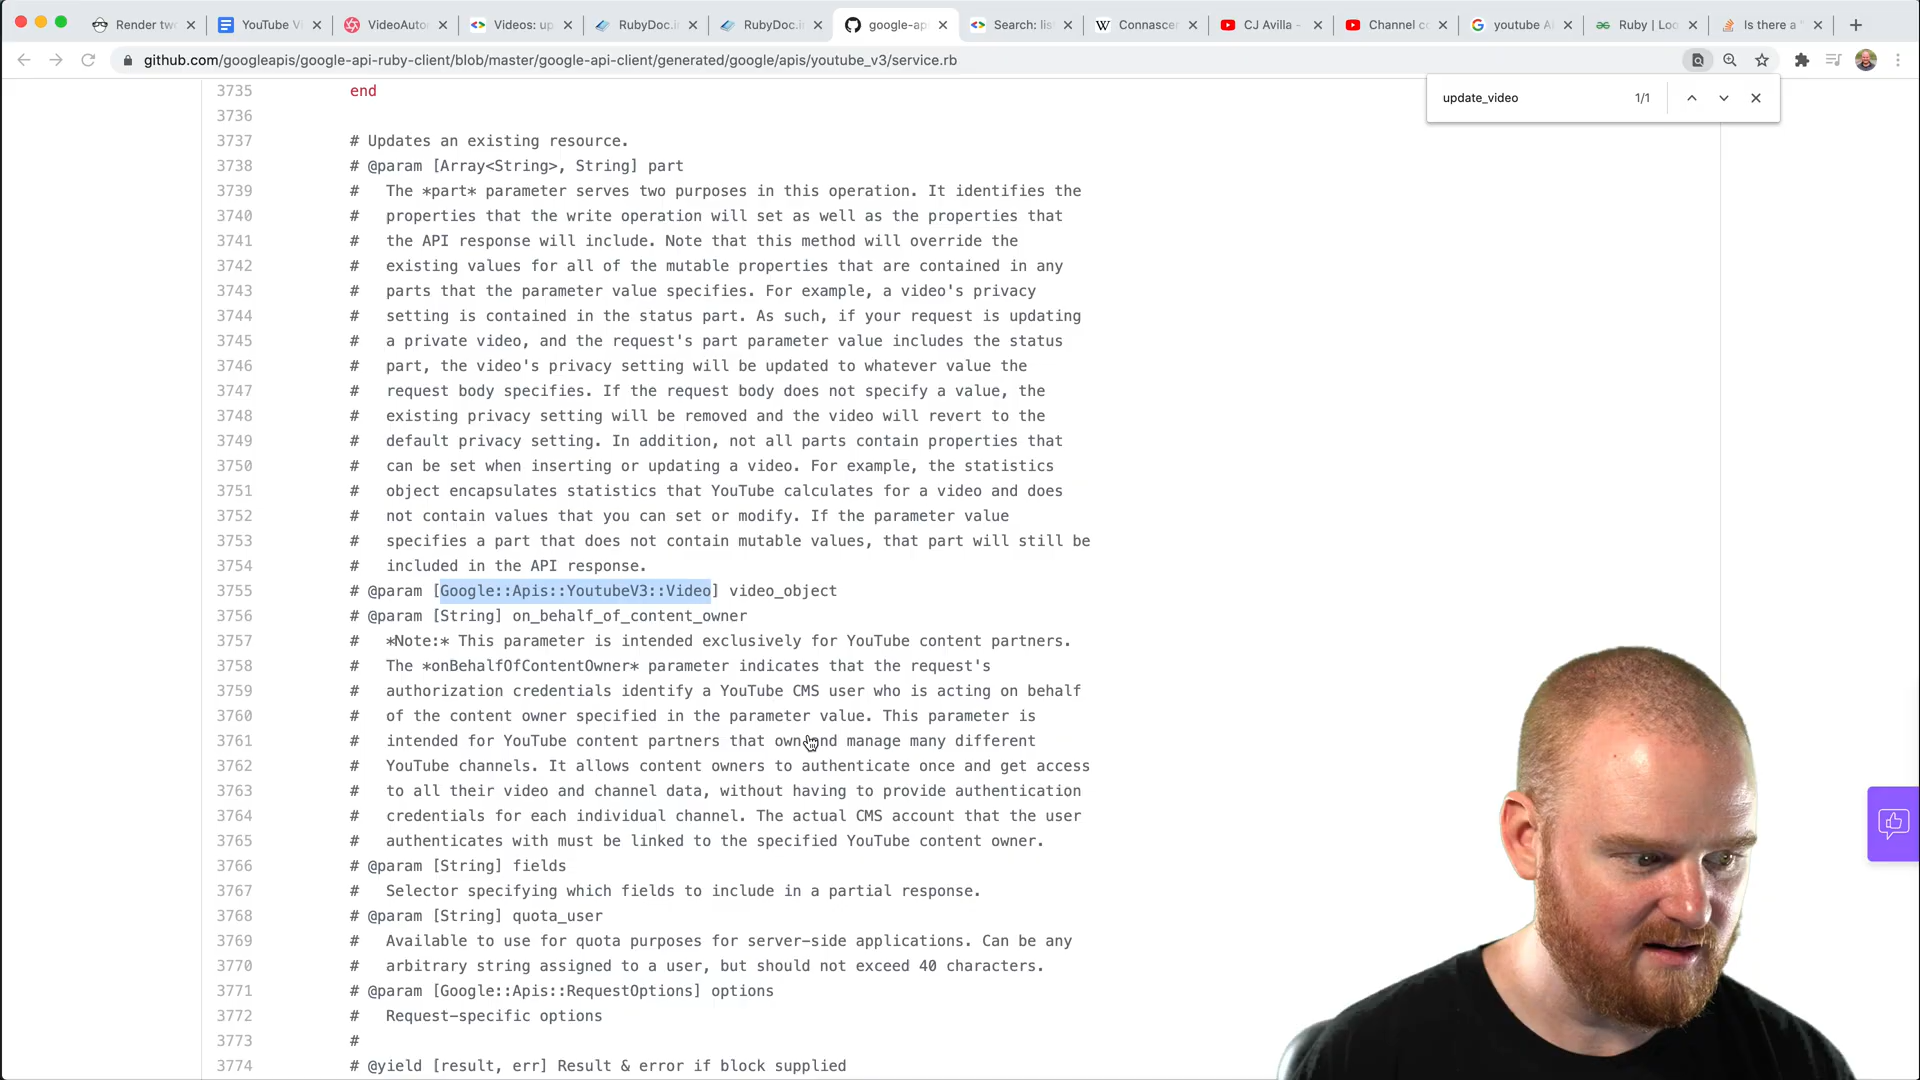 Render tw
YouTube V
VideoAuto
Videos: up
RubyDoc.i
RubyDoc.i
google-ap
Search: lis
Connasce
CJ Avilla -
Channel c
youtube A
Ruby | Loo
Is there a
github.com/googleapis/google-api-ruby-client/blob/master/google-api-client/generated/google/apis/youtube_v3/service.rb
update_video 1/1
3735 end
3736
3737 # Updates an existing resource.
3738 # @param [Array<String>, String] part
3739 # The *part* parameter serves two purposes in this operation. It identifies the
3740 # properties that the write operation will set as well as the properties that
3741 # the API response will include. Note that this method will override the
3742 # existing values for all of the mutable properties that are contained in any
3743 # parts that the parameter value specifies. For example, a video's privacy
3744 # setting is contained in the status part. As such, if your request is updating
3745 # a private video, and the request's part parameter value includes the status
3746 # part, the video's privacy setting will be updated to whatever value the
3747 # request body specifies. If the request body does not specify a value, the
3748 # existing privacy setting will be removed and the video will revert to the
3749 # default privacy setting. In addition, not all parts contain properties that
3750 # can be set when inserting or updating a video. For example, the statistics
3751 # object encapsulates statistics that YouTube calculates for a video and does
3752 # not contain values that you can set or modify. If the parameter value
3753 # specifies a part that does not contain mutable values, that part will still be
3754 # included in the API response.
3755 # @param [Google::Apis::YoutubeV3::Video] video_object
3756 # @param [String] on_behalf_of_content_owner
3757 # *Note:* This parameter is intended exclusively for YouTube content partners.
3758 # The *onBehalfOfContentOwner* parameter indicates that the request's
3759 # authorization credentials identify a YouTube CMS user who is acting on behalf
3760 # of the content owner specified in the parameter value. This parameter is
3761 # intended for YouTube content partners that own and manage many different
3762 # YouTube channels. It allows content owners to authenticate once and get access
3763 # to all their video and channel data, without having to provide authentication
3764 # credentials for each individual channel. The actual CMS account that the user
3765 # authenticates with must be linked to the specified YouTube content owner.
3766 # @param [String] fields
3767 # Selector specifying which fields to include in a partial response.
3768 # @param [String] quota_user
3769 # Available to use for quota purposes for server-side applications. Can be any
3770 # arbitrary string assigned to a user, but should not exceed 40 characters.
3771 # @param [Google::Apis::RequestOptions] options
3772 # Request-specific options
3773 #
3774 # @yield [result, err] Result & error if block supplied